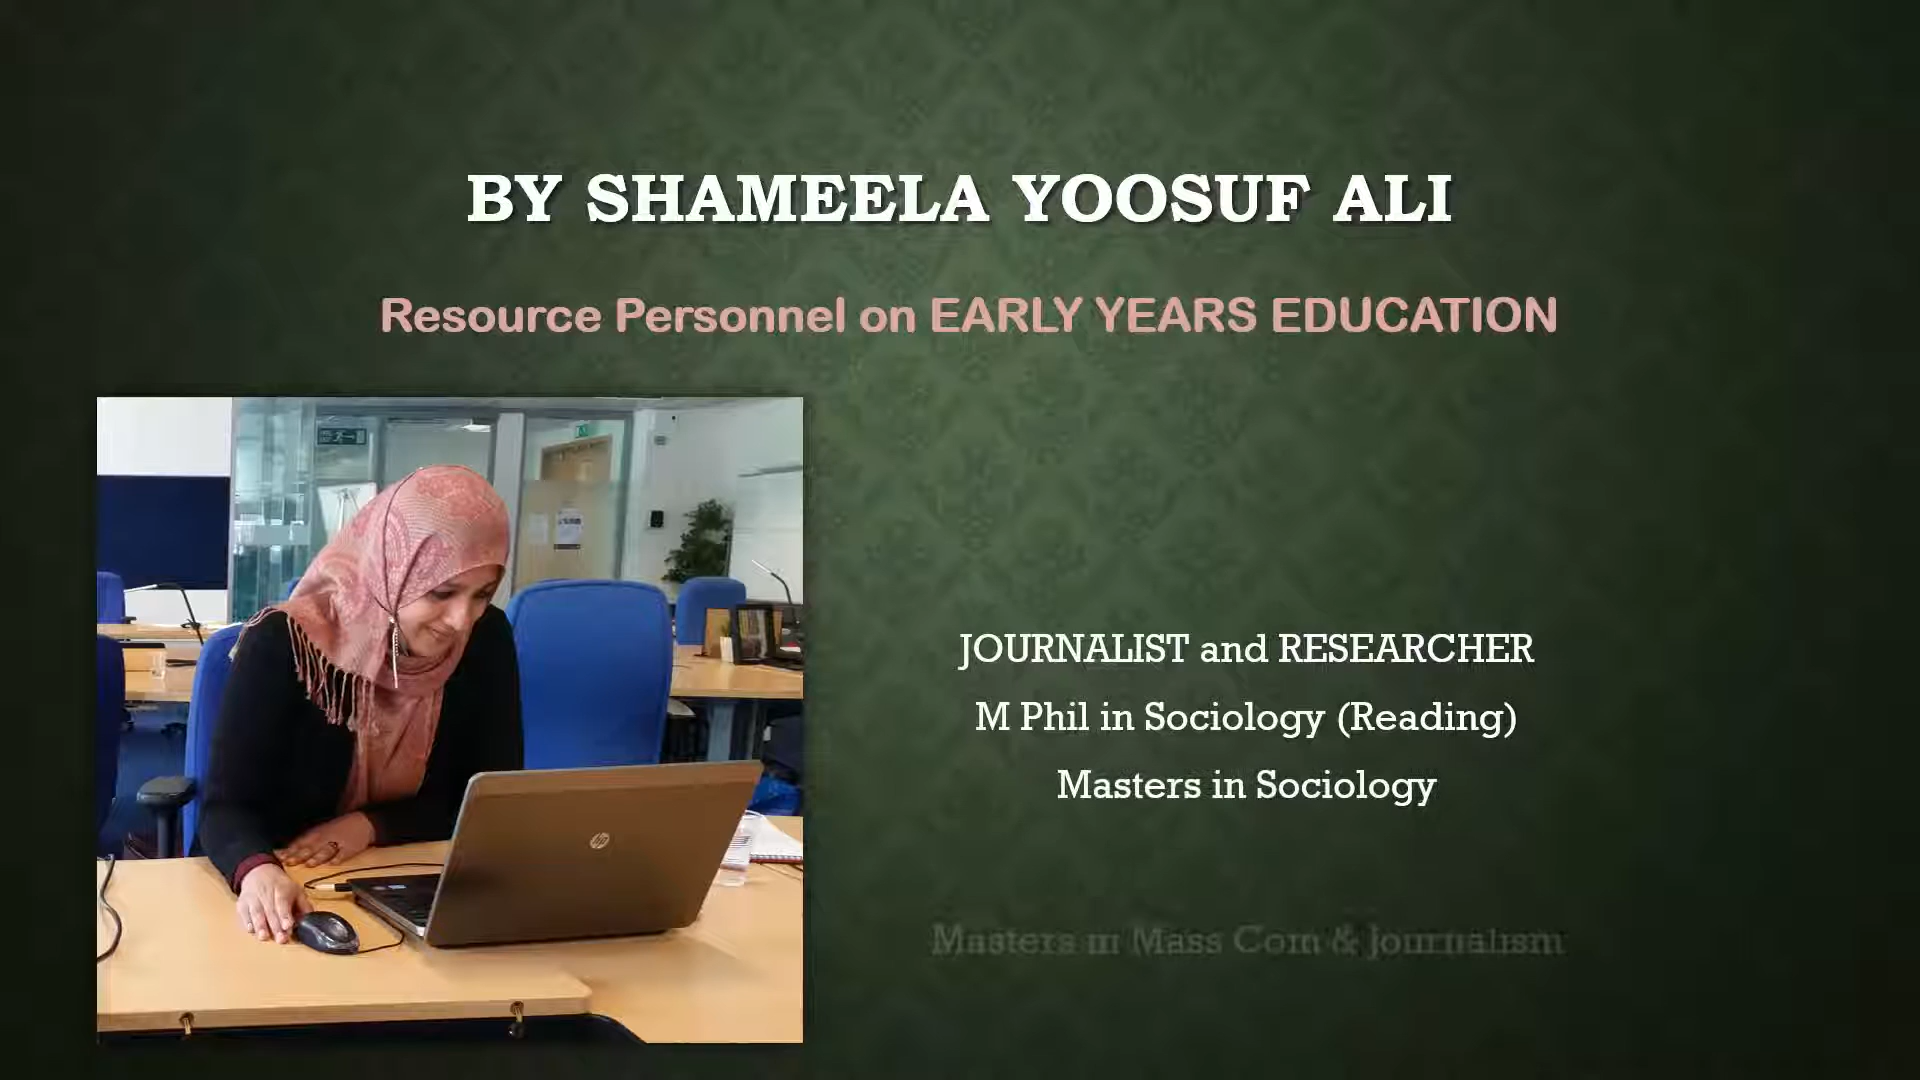 BY SHAMEELA YOOSUF ALI
Resource Personnel on EARLY YEARS EDUCATION
JOURNALIST and RESEARCHER
M Phil in Sociology (Reading)
Masters in Sociology
Masters in Mass Com & Journalism
hp